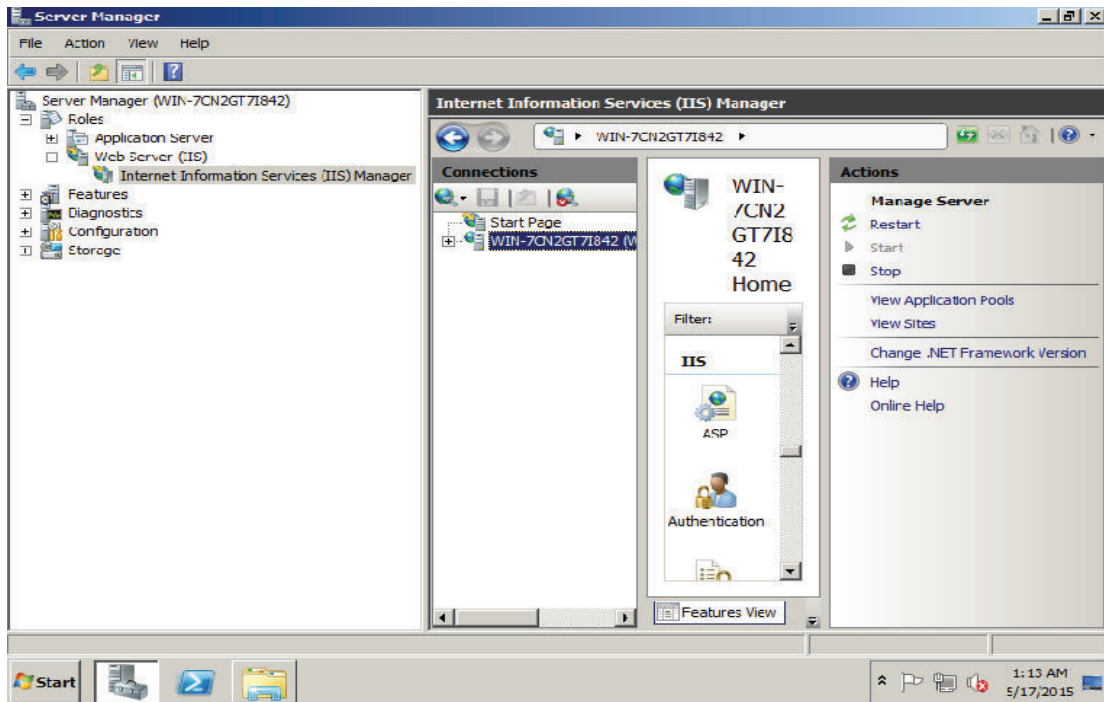 Server Manager
File Action View Help
Server Manager (WIN-7CN2GT7I842)
Roles
Application Server
Web Server (IIS)
Internet Information Services (IIS) Manager
Features
Diagnostics
Configuration
Storage
Internet Information Services (IIS) Manager
WIN-7CN2GT7I842
Connections
Start Page
WIN-7CN2GT7I842 (W
WIN-
7CN2
GT7I8
42
Home
Filter:
IIS
ASP
Authentication
Features View
Actions
Manage Server
Restart
Start
Stop
View Application Pools
View Sites
Change .NET Framework Version
Help
Online Help
Start
1:13 AM
5/17/2015